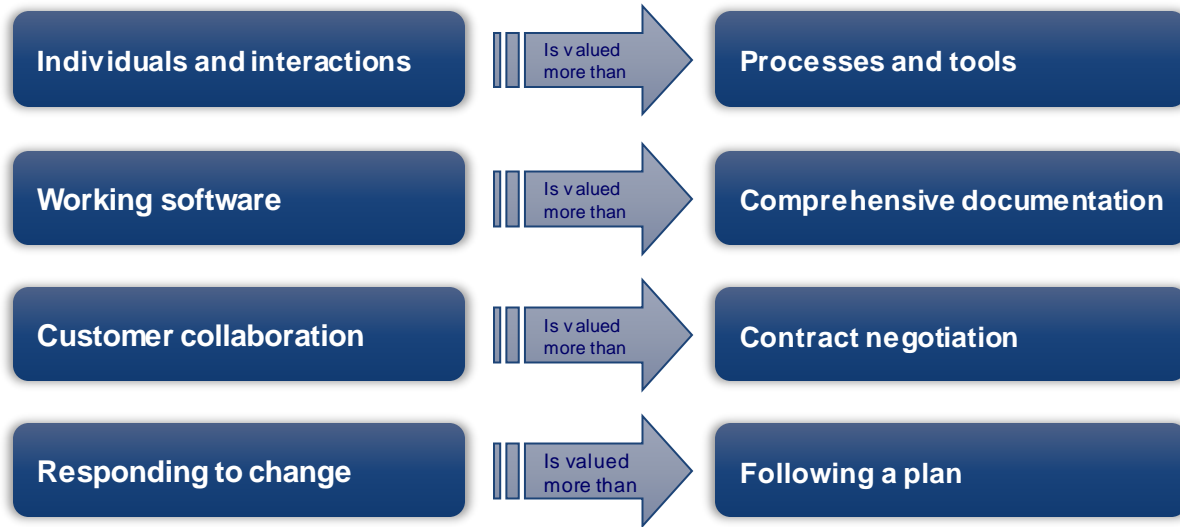 Individuals and interactions
Is valued
more than
Processes and tools
Working software
Is valued
more than
Comprehensive documentation
Customer collaboration
Is valued
more than
Contract negotiation
Responding to change
Is valued
more than
Following a plan